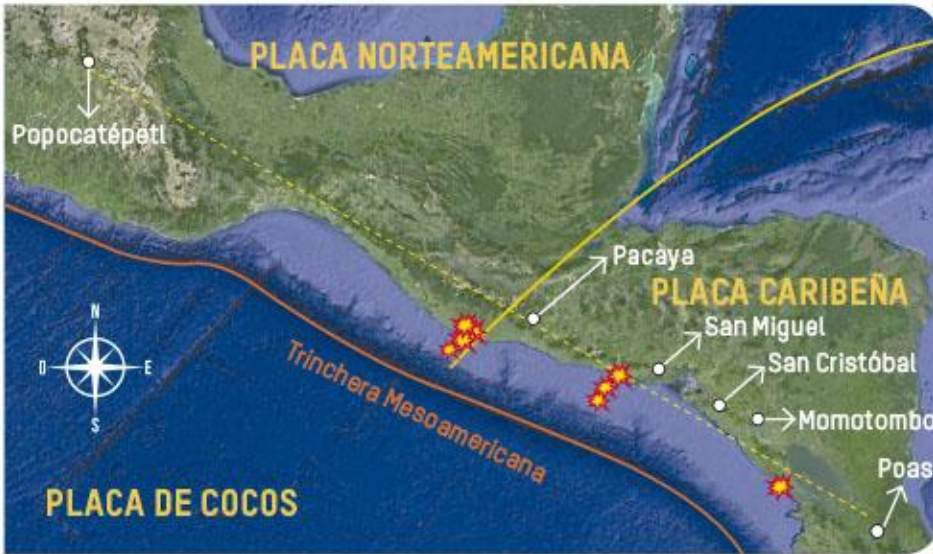 PLACA NORTEAMERICANA
Popocatépetl
Pacaya
PLACA CARIBEÑA
San Miguel
San Cristóbal
Momotombo
Poas
N
O E
S
Trinchera Mesoamericana
PLACA DE COCOS